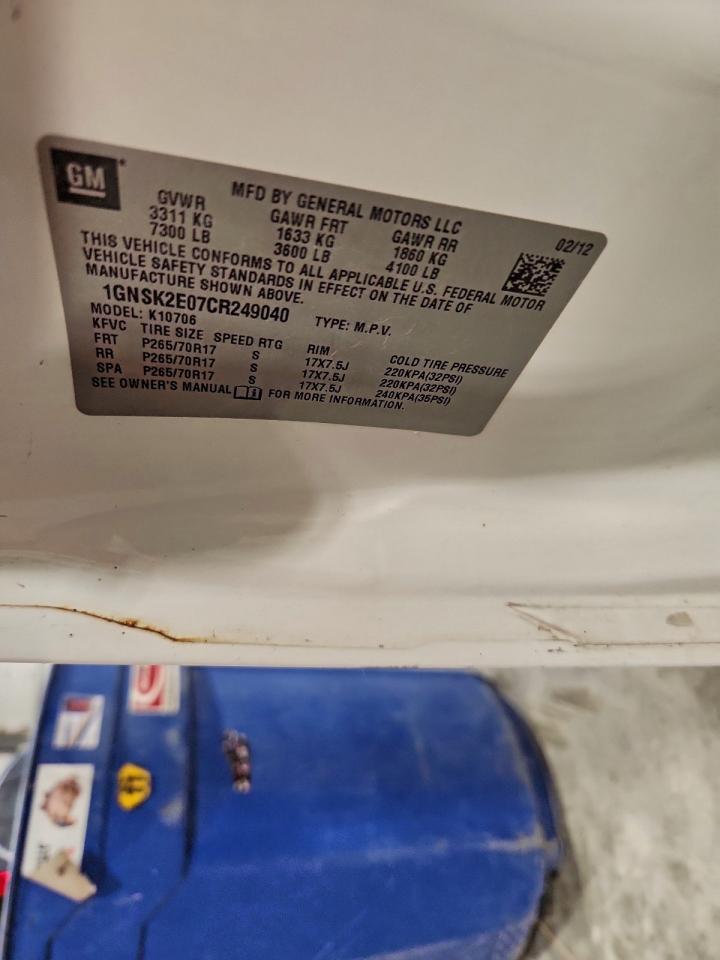 GM
MFD BY GENERAL MOTORS LLC
02/12
GVWR GAWR FRT GAWR RR
3311 KG 1633 KG 1860 KG
7300 LB 3600 LB 4100 LB
THIS VEHICLE CONFORMS TO ALL APPLICABLE U.S. FEDERAL MOTOR
VEHICLE SAFETY STANDARDS IN EFFECT ON THE DATE OF
MANUFACTURE SHOWN ABOVE.
1GNSK2E07CR249040 TYPE: M.P.V.
MODEL: K10706
KFVC TIRE SIZE SPEED RTG RIM COLD TIRE PRESSURE
FRT P265/70R17 S 17X7.5J 220KPA(32PSI)
RR P265/70R17 S 17X7.5J 220KPA(32PSI)
SPA P265/70R17 S 17X7.5J 240KPA(35PSI)
SEE OWNER'S MANUAL FOR MORE INFORMATION.